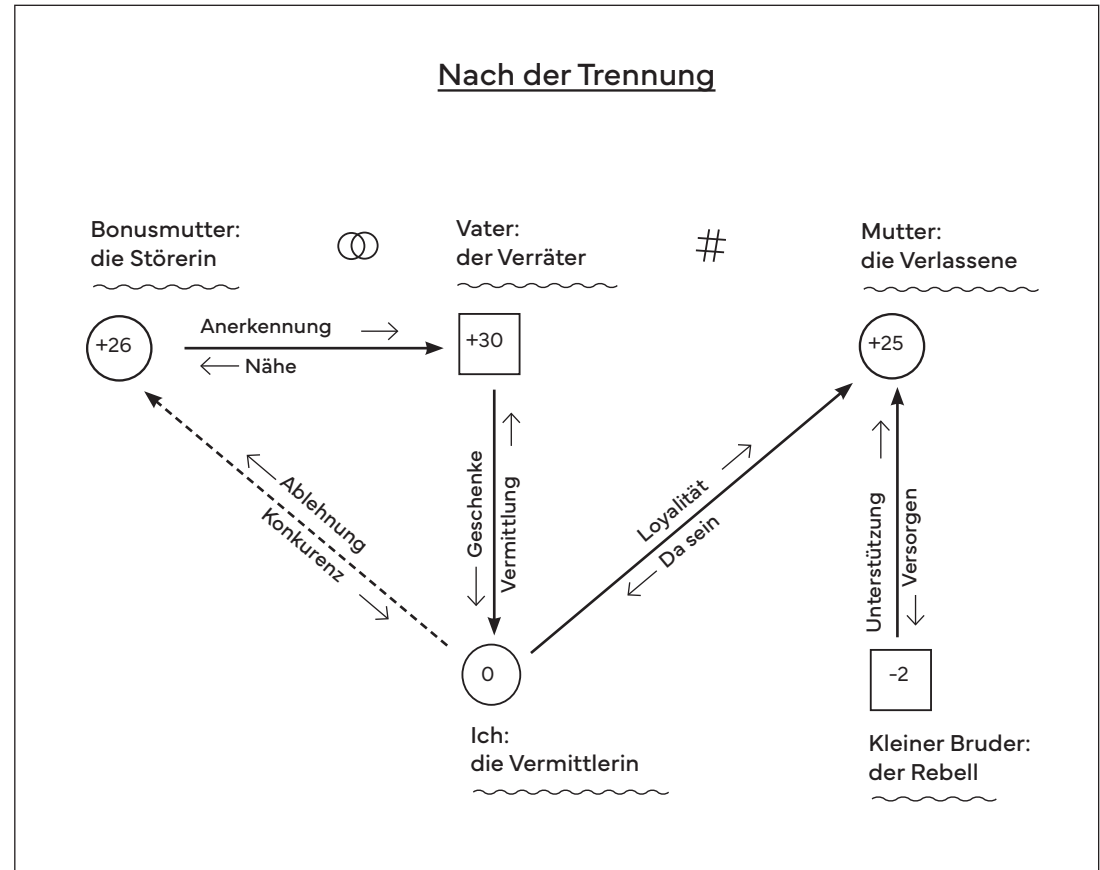 Nach der Trennung
Bonusmutter:
die Störerin
Vater:
der Verräter
#
Mutter:
die Verlassene
+26
Anerkennung
Nähe
+30
+25
Ablehnung
Konkurenz
Geschenke
Vermittlung
Loyalität
Da sein
Unterstützung
Versorgen
0
Ich:
die Vermittlerin
-2
Kleiner Bruder:
der Rebell